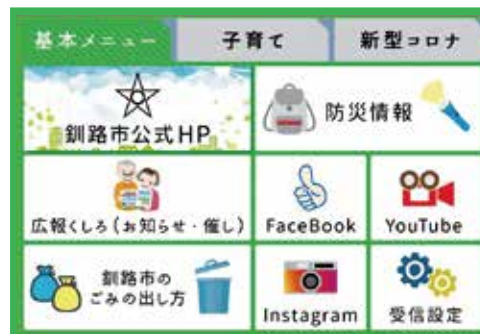 基本メニュー
子育て
新型コロナ
釧路市公式HP
防災情報
広報くしろ(お知らせ・催し)
FaceBook
YouTube
釧路市の
ごみの出し方
Instagram
受信設定